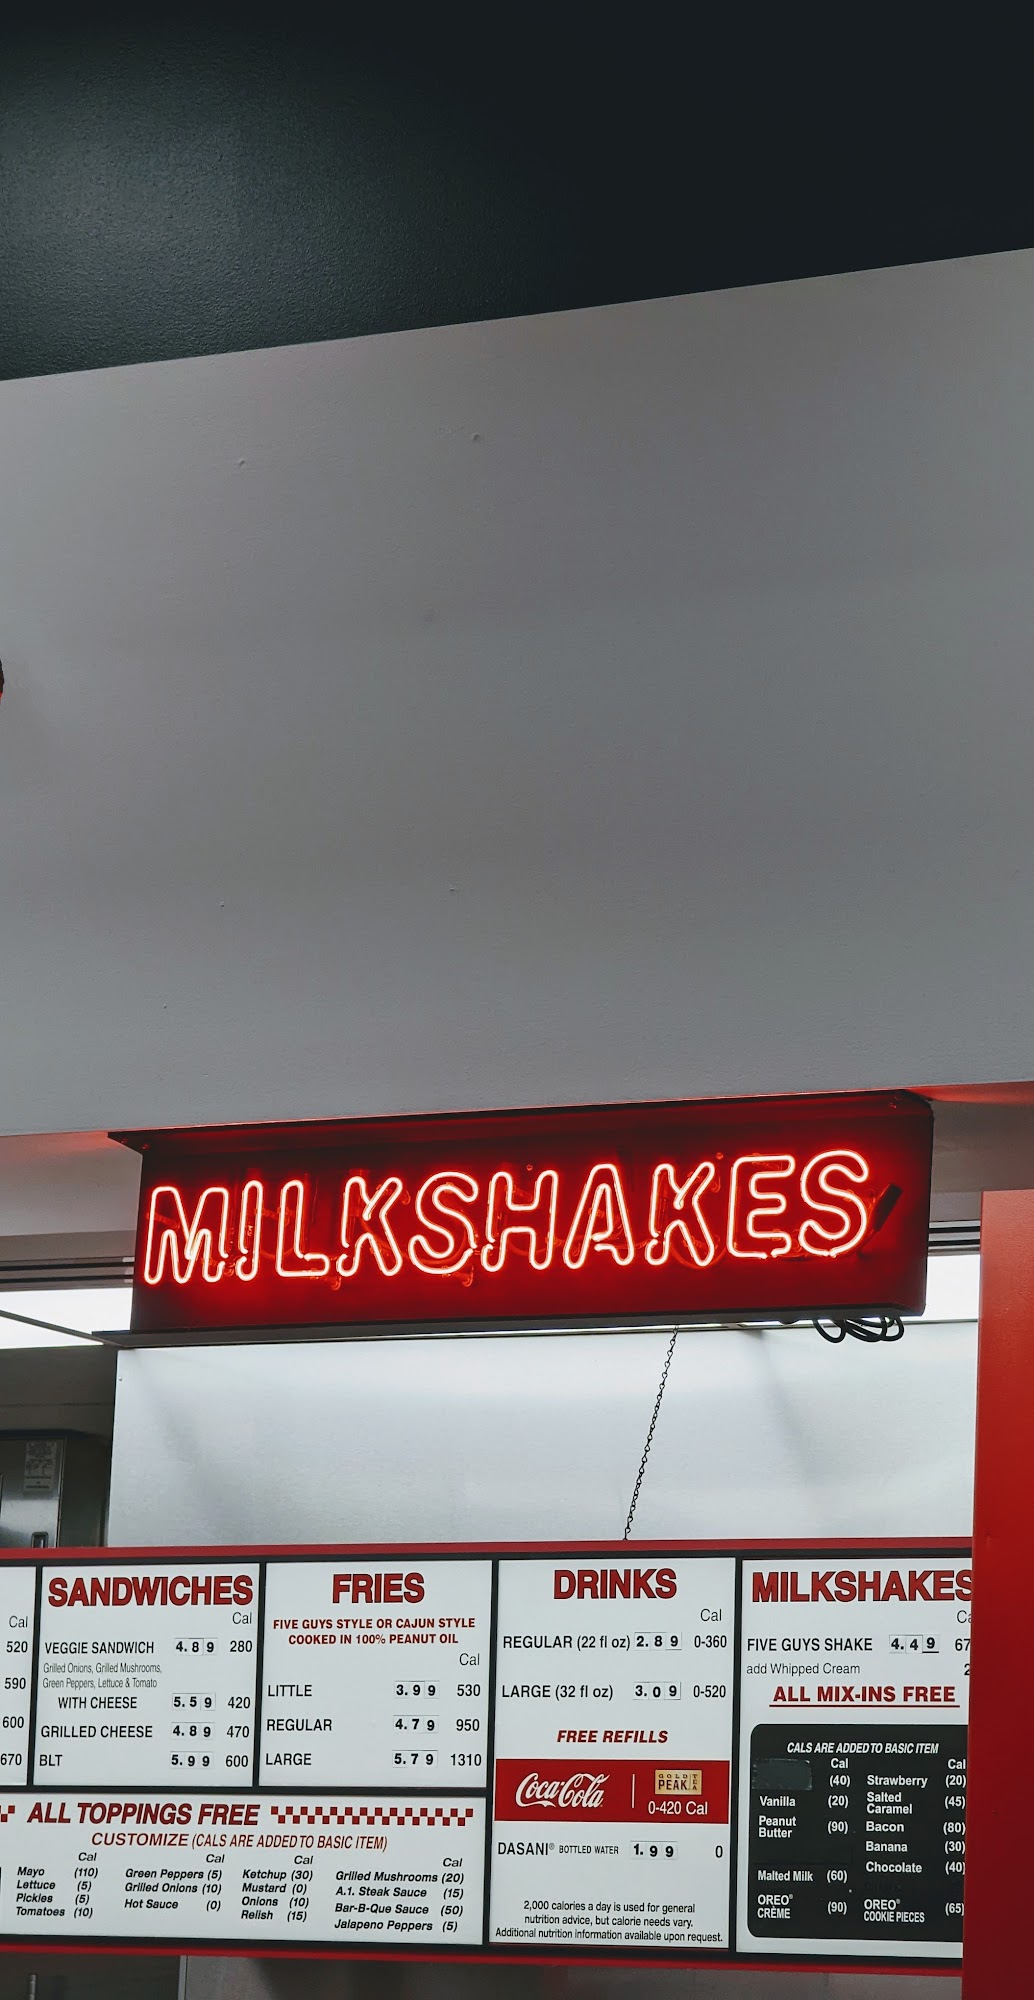 MILKSHAKES
Cal
520
590
600
670
SANDWICHES
Cal
VEGGIE SANDWICH 4.89 280
Grilled Onions, Grilled Mushrooms,
Green Peppers, Lettuce & Tomato
WITH CHEESE 5.59 420
GRILLED CHEESE 4.89 470
BLT 5.99 600
FRIES
FIVE GUYS STYLE OR CAJUN STYLE
COOKED IN 100% PEANUT OIL
Cal
LITTLE 3.99 530
REGULAR 4.79 950
LARGE 5.79 1310
ALL TOPPINGS FREE
CUSTOMIZE (CALS ARE ADDED TO BASIC ITEM)
Cal Cal Cal Cal
Mayo (110) Green Peppers (5) Ketchup (30) Grilled Mushrooms (20)
Lettuce (5) Grilled Onions (10) Mustard (0) A.1. Steak Sauce (15)
Pickles (5) Hot Sauce (0) Onions (10) Bar-B-Que Sauce (50)
Tomatoes (10) Relish (15) Jalapeno Peppers (5)
DRINKS
Cal
REGULAR (22 fl oz) 2.89 0-360
LARGE (32 fl oz) 3.09 0-520
FREE REFILLS
Coca-Cola GOLD PEAK TEA
0-420 Cal
DASANI® BOTTLED WATER 1.99 0
2,000 calories a day is used for general
nutrition advice, but calorie needs vary.
Additional nutrition information available upon request.
MILKSHAKES
FIVE GUYS SHAKE 4.49 67
add Whipped Cream
ALL MIX-INS FREE
CALS ARE ADDED TO BASIC ITEM
Cal Cal
(40) Strawberry (20)
Vanilla (20) Salted
Caramel (45)
Peanut
Butter (90) Bacon (80)
Banana (30)
Malted Milk (60) Chocolate (40)
OREO®
CRÈME (90) OREO®
COOKIE PIECES (65)